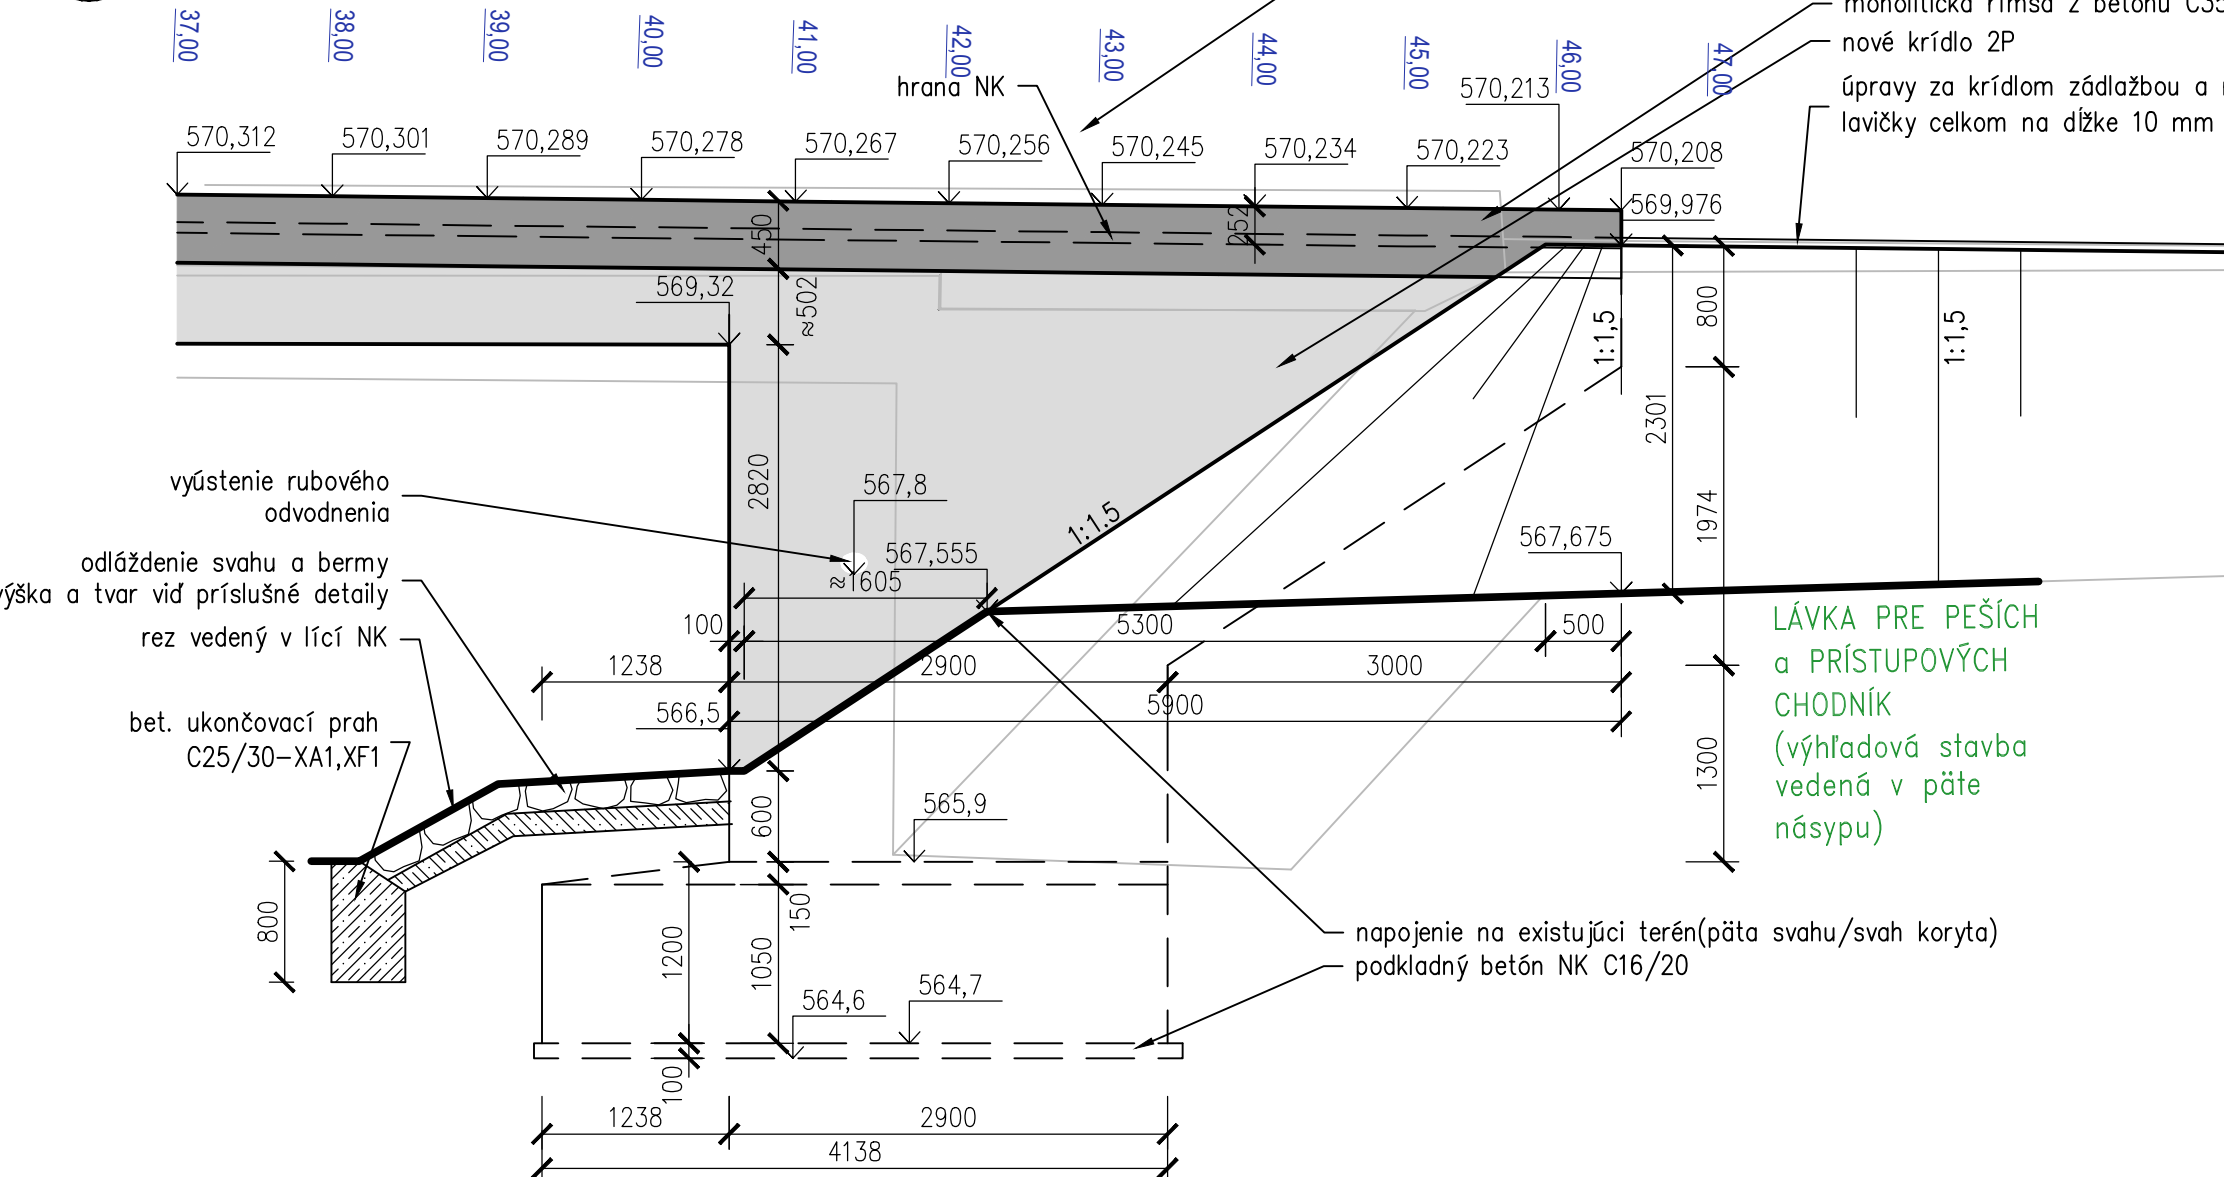 37,00
38,00
39,00
40,00
41,00
42,00
43,00
44,00
45,00
46,00
47,00
monolitická rímsa z betónu C35
nové krídlo 2P
úpravy za krídlom zádlažbou a
lavičky celkom na dĺžke 10 mm
hrana NK
570,312
570,301
570,289
570,278
570,267
570,256
570,245
570,234
570,223
570,213
570,208
569,976
450
252
569,32
≈502
800
1:1,5
1:1,5
2301
1974
2820
vyústenie rubového
odvodnenia
567,8
567,555
≈1605
1:1.5
567,675
odláždenie svahu a bermy
výška a tvar viď príslušné detaily
rez vedený v lící NK
100
5300
500
1238
2900
3000
566,5
5900
bet. ukončovací prah
C25/30-XA1,XF1
LÁVKA PRE PEŠÍCH
a PRÍSTUPOVÝCH
CHODNÍK
(výhľadová stavba
vedená v päte
násypu)
1300
600
565,9
800
150
1200
1050
napojenie na existujúci terén(päta svahu/svah koryta)
podkladný betón NK C16/20
564,6
564,7
100
1238
2900
4138